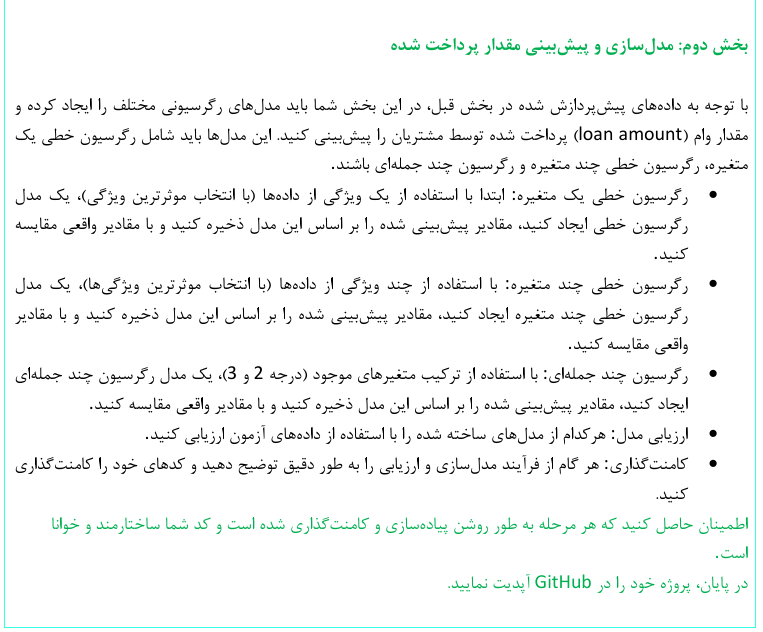 بخش دوم: مدل‌سازی و پیش‌بینی مقدار پرداخت شده
با توجه به داده‌های پیش‌پردازش شده در بخش قبل، در این بخش شما باید مدل‌های رگرسیونی مختلف را ایجاد کرده و
مقدار وام (loan amount) پرداخت شده توسط مشتریان را پیش‌بینی کنید. این مدل‌ها باید شامل رگرسیون خطی یک
متغیره، رگرسیون خطی چند متغیره و رگرسیون چند جمله‌ای باشند.
• رگرسیون خطی یک متغیره: ابتدا با استفاده از یک ویژگی از داده‌ها (با انتخاب موثرترین ویژگی)، یک مدل
رگرسیون خطی ایجاد کنید، مقادیر پیش‌بینی شده را بر اساس این مدل ذخیره کنید و با مقادیر واقعی مقایسه
کنید.
• رگرسیون خطی چند متغیره: با استفاده از چند ویژگی از داده‌ها (با انتخاب موثرترین ویژگی‌ها)، یک مدل
رگرسیون خطی چند متغیره ایجاد کنید، مقادیر پیش‌بینی شده را بر اساس این مدل ذخیره کنید و با مقادیر
واقعی مقایسه کنید.
• رگرسیون چند جمله‌ای: با استفاده از ترکیب متغیرهای موجود (درجه 2 و 3)، یک مدل رگرسیون چند جمله‌ای
ایجاد کنید، مقادیر پیش‌بینی شده را بر اساس این مدل ذخیره کنید و با مقادیر واقعی مقایسه کنید.
• ارزیابی مدل: هرکدام از مدل‌های ساخته شده را با استفاده از داده‌های آزمون ارزیابی کنید.
• کامنت‌گذاری: هر گام از فرآیند مدل‌سازی و ارزیابی را به طور دقیق توضیح دهید و کدهای خود را کامنت‌گذاری
کنید.
اطمینان حاصل کنید که هر مرحله به طور روشن پیاده‌سازی و کامنت‌گذاری شده است و کد شما ساختارمند و خوانا
است.
در پایان، پروژه خود را در GitHub آپدیت نمایید.